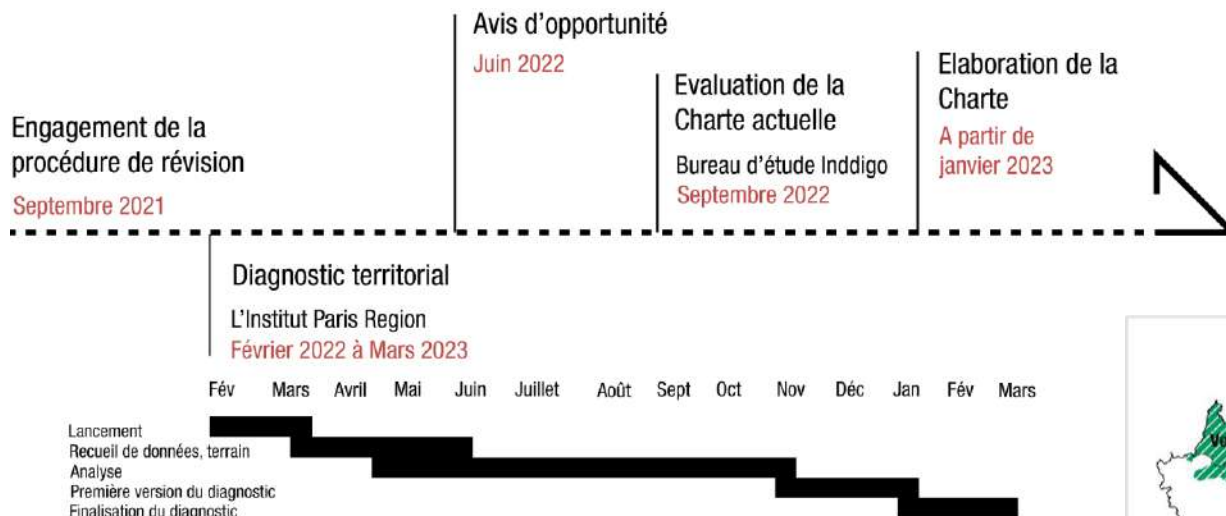 Avis d'opportunité
Juin 2022
Evaluation de la
Charte actuelle
Bureau d'étude Inddigo
Septembre 2022
Elaboration de la
Charte
A partir de
janvier 2023
Engagement de la
procédure de révision
Septembre 2021
Diagnostic territorial
L'Institut Paris Region
Février 2022 à Mars 2023
Fév Mars Avril Mai Juin Juillet Août Sept Oct Nov Déc Jan Fév Mars
Lancement
Recueil de données, terrain
Analyse
Première version du diagnostic
Finalisation du diagnostic